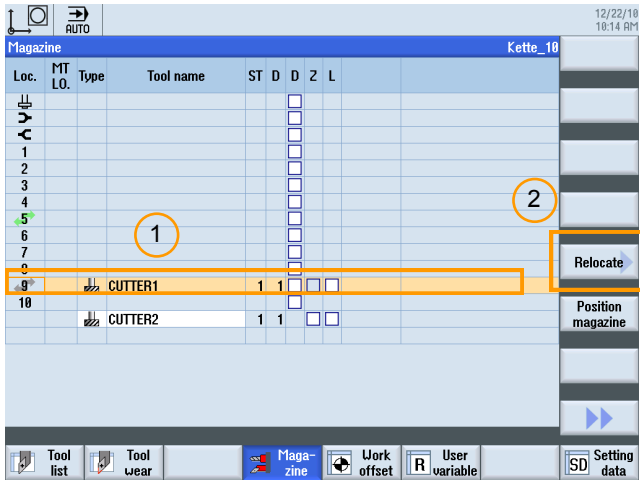 12/22/10
10:14 AM
AUTO
Magazine Kette_10
Loc. MT LO. Type Tool name ST D D Z L
1
2
3
4
2
5
6
1
7
8
9 CUTTER1 1 1
10
CUTTER2 1 1
Relocate
Position
magazine
Tool
list
Tool
wear
Maga-
zine
Work
offset
R User
variable
SD Setting
data